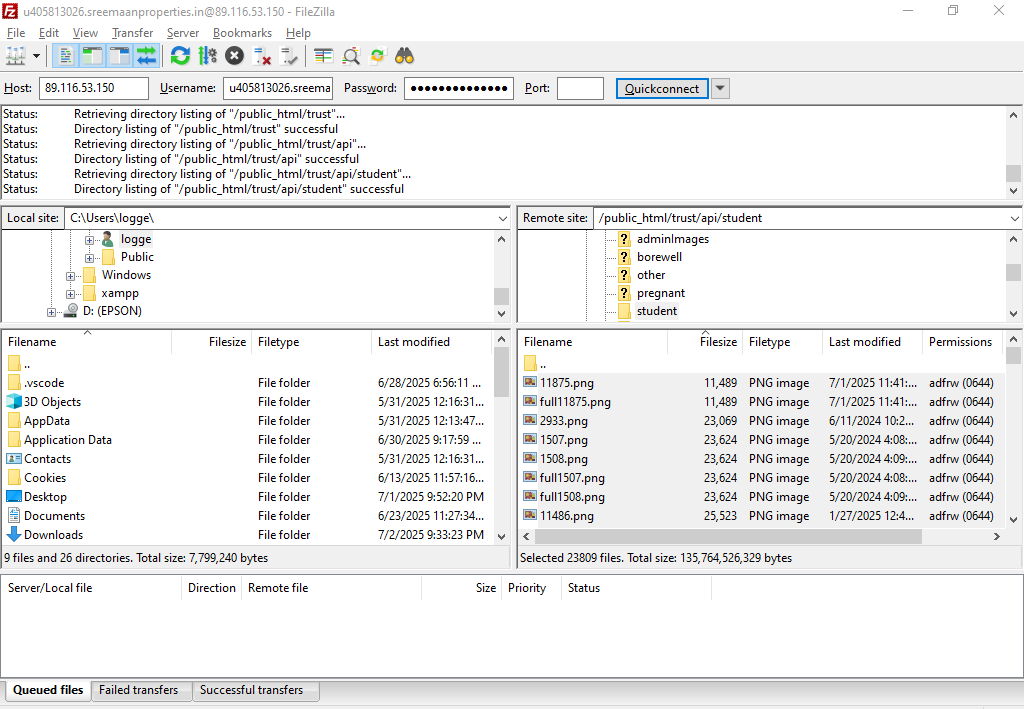 u405813026.sreemaanproperties.in@89.116.53.150 - FileZilla
File Edit View Transfer Server Bookmarks Help
Host: 89.116.53.150 Username: u405813026.sreema Password: ●●●●●●●●●●●●●● Port: Quickconnect
Status: Retrieving directory listing of "/public_html/trust"...
Status: Directory listing of "/public_html/trust" successful
Status: Retrieving directory listing of "/public_html/trust/api"...
Status: Directory listing of "/public_html/trust/api" successful
Status: Retrieving directory listing of "/public_html/trust/api/student"...
Status: Directory listing of "/public_html/trust/api/student" successful
Local site: C:\Users\logge\
logge
Public
Windows
xampp
D: (EPSON)
Remote site: /public_html/trust/api/student
adminImages
borewell
other
pregnant
student
Filename Filesize Filetype Last modified
..
.vscode File folder 6/28/2025 6:56:11 ...
3D Objects File folder 5/31/2025 12:16:31...
AppData File folder 5/31/2025 12:13:47...
Application Data File folder 6/30/2025 9:17:59 ...
Contacts File folder 5/31/2025 12:16:31...
Cookies File folder 6/13/2025 11:57:16...
Desktop File folder 7/1/2025 9:52:20 PM
Documents File folder 6/23/2025 11:27:34...
Downloads File folder 7/2/2025 9:33:23 PM
9 files and 26 directories. Total size: 7,799,240 bytes
Filename Filesize Filetype Last modified Permissions
..
11875.png 11,489 PNG image 7/1/2025 11:41:... adfrw (0644)
full11875.png 11,489 PNG image 7/1/2025 11:41:... adfrw (0644)
2933.png 23,069 PNG image 6/11/2024 10:2... adfrw (0644)
1507.png 23,624 PNG image 5/20/2024 4:08:... adfrw (0644)
1508.png 23,624 PNG image 5/20/2024 4:09:... adfrw (0644)
full1507.png 23,624 PNG image 5/20/2024 4:08:... adfrw (0644)
full1508.png 23,624 PNG image 5/20/2024 4:09:... adfrw (0644)
11486.png 25,523 PNG image 1/27/2025 12:4... adfrw (0644)
Selected 23809 files. Total size: 135,764,526,329 bytes
Server/Local file Direction Remote file Size Priority Status
Queued files Failed transfers Successful transfers